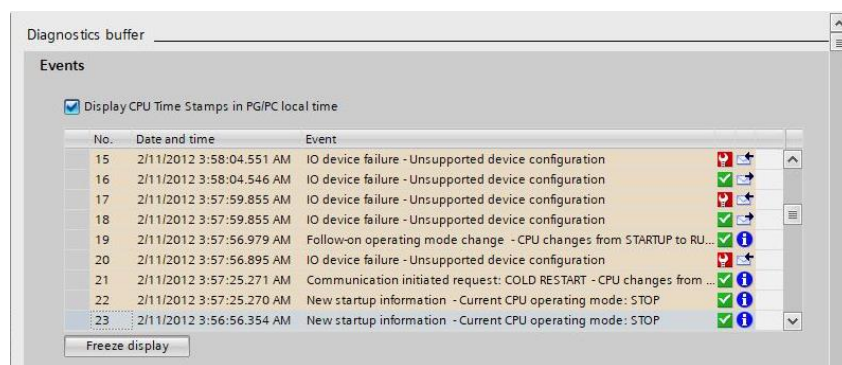 Diagnostics buffer
Events
Display CPU Time Stamps in PG/PC local time
No. Date and time Event
15 2/11/2012 3:58:04.551 AM IO device failure - Unsupported device configuration
16 2/11/2012 3:58:04.546 AM IO device failure - Unsupported device configuration
17 2/11/2012 3:57:59.855 AM IO device failure - Unsupported device configuration
18 2/11/2012 3:57:59.855 AM IO device failure - Unsupported device configuration
19 2/11/2012 3:57:56.979 AM Follow-on operating mode change - CPU changes from STARTUP to RU...
20 2/11/2012 3:57:56.895 AM IO device failure - Unsupported device configuration
21 2/11/2012 3:57:25.271 AM Communication initiated request: COLD RESTART - CPU changes from ...
22 2/11/2012 3:57:25.270 AM New startup information - Current CPU operating mode: STOP
23 2/11/2012 3:56:56.354 AM New startup information - Current CPU operating mode: STOP
Freeze display